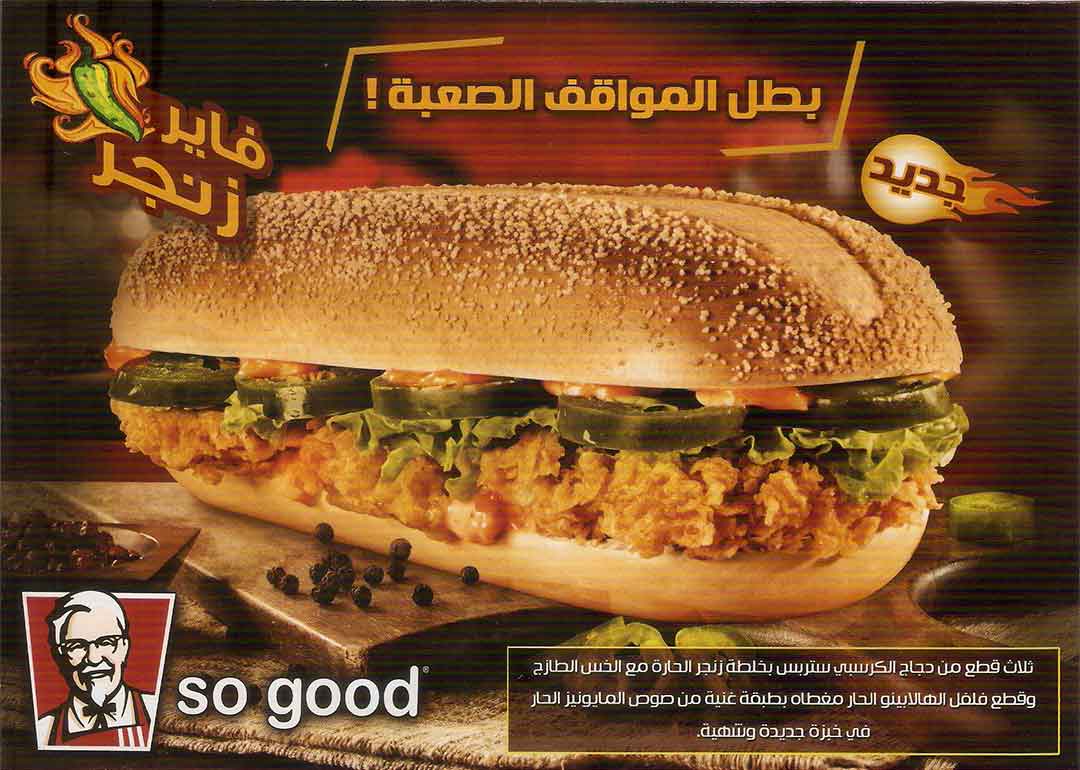 بطل المواقف الصعبة !
فاير
زنجر
جديد
so good®
ثلاث قطع من دجاج الكرسبي ستربس بخلطة زنجر الحارة مع الخس الطازج
وقطع فلفل الهالابينو الحار مغطاه بطبقة غنية من صوص المايونيز الحار
في خبزة جديدة وشهية.